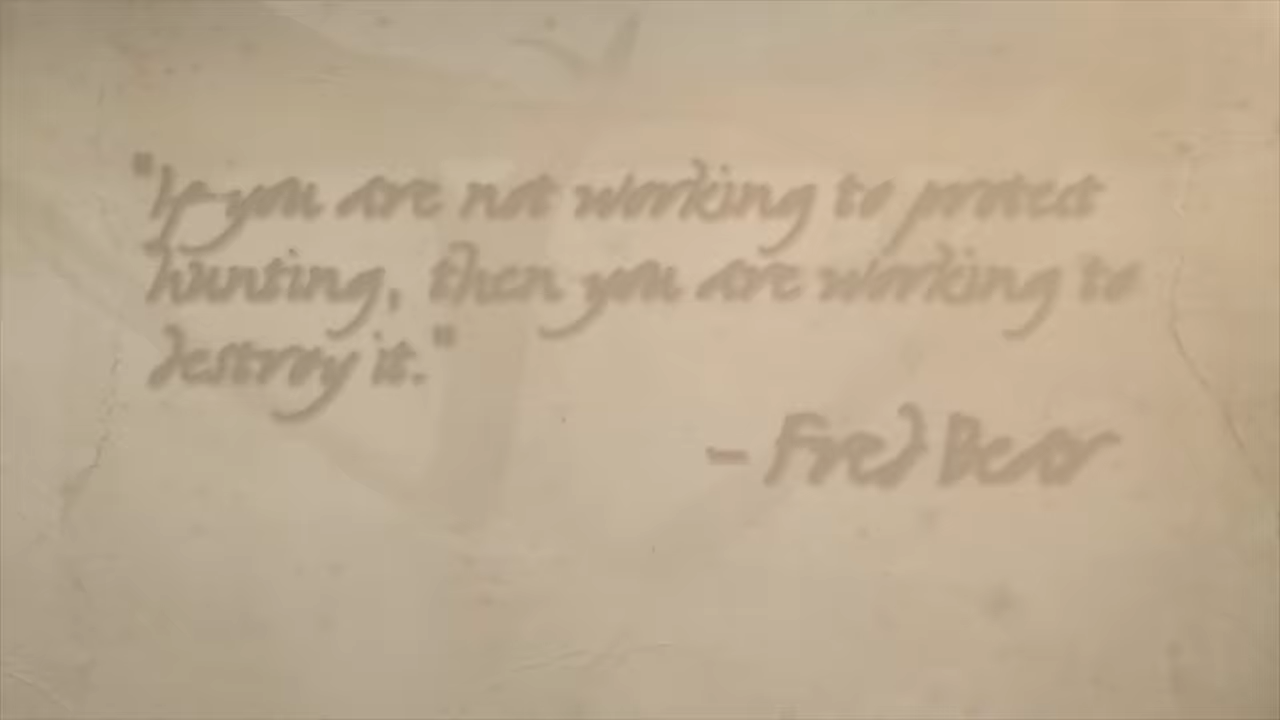 "If you are not working to protect
hunting, then you are working to
destroy it."
- Fred Bear